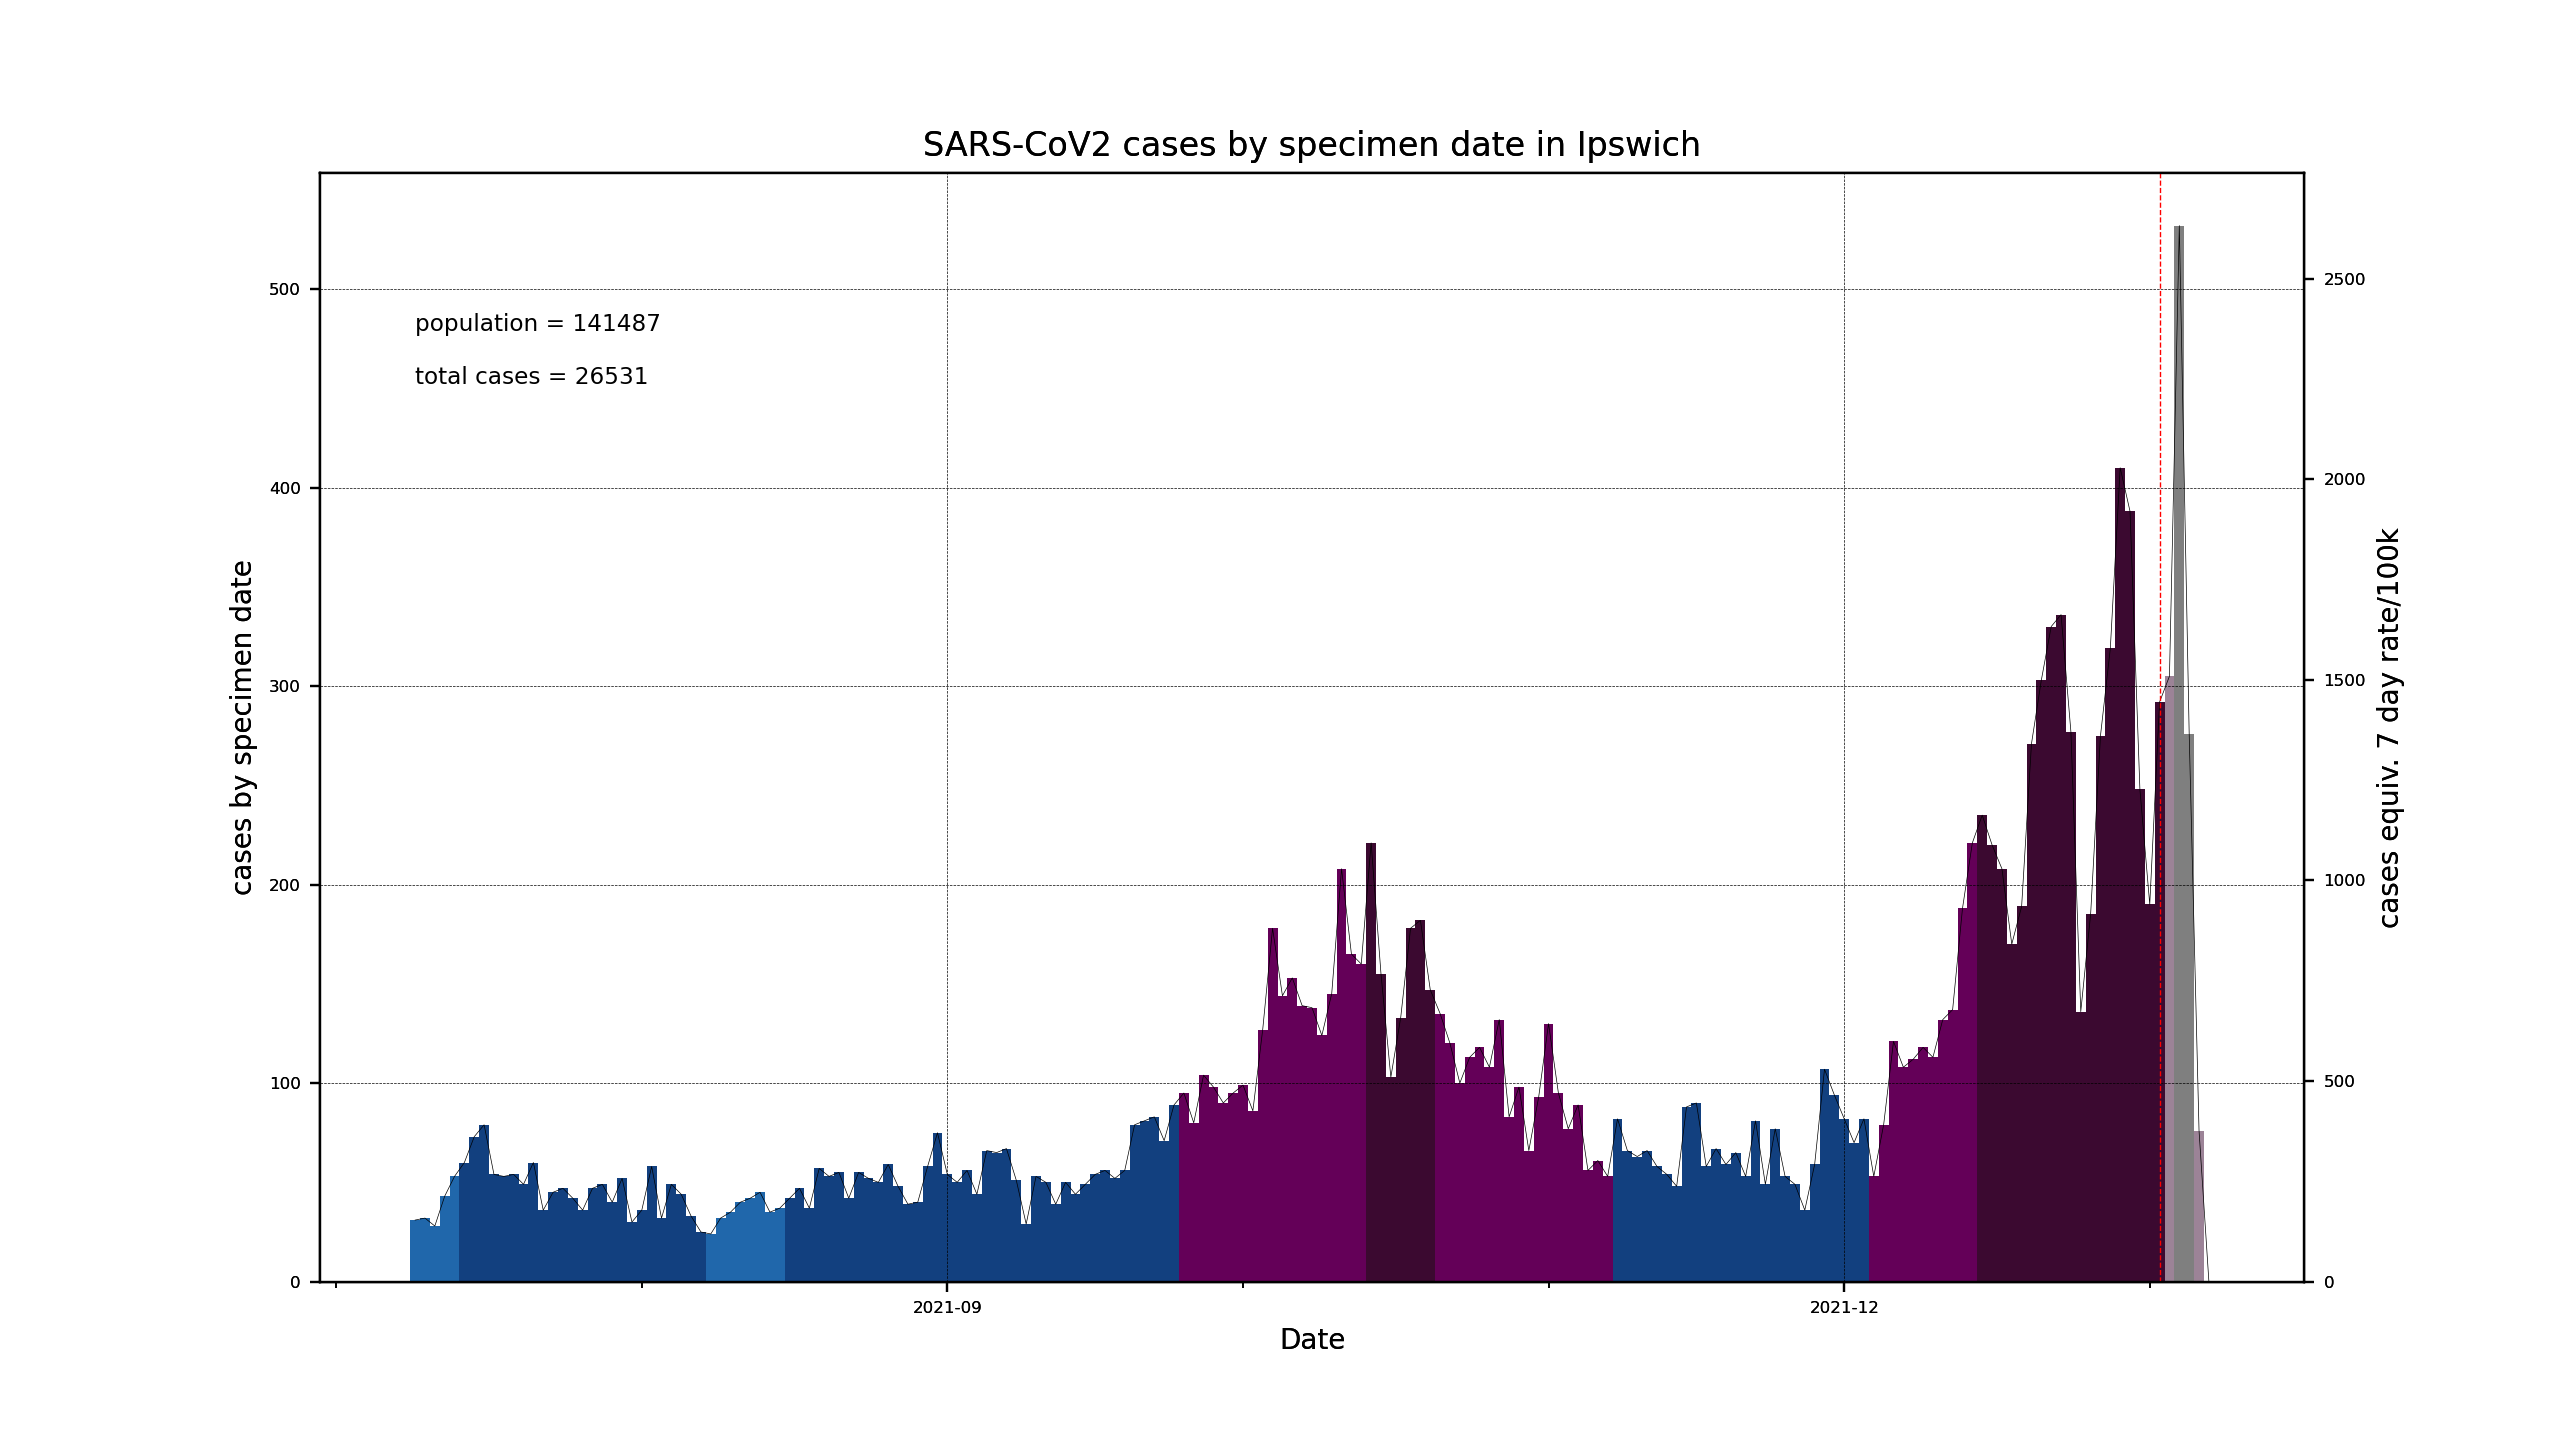 SARS-CoV2 cases by specimen date in Ipswich
population = 141487
total cases = 26531
cases by specimen date
500
400
300
200
100
0
2500
2000
1500
1000
500
0
cases equiv. 7 day rate/100k
2021-09
2021-12
Date